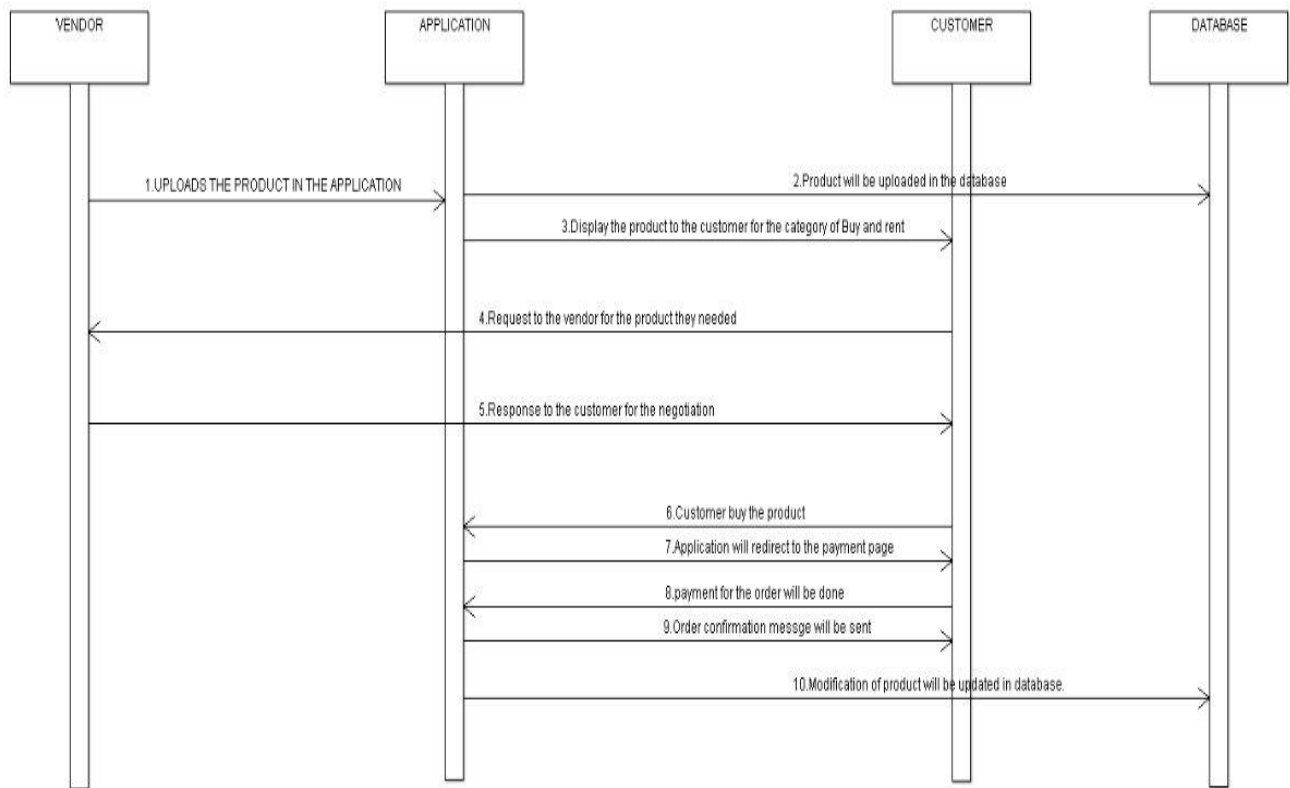 VENDOR
APPLICATION
CUSTOMER
DATABASE
1.UPLOADS THE PRODUCT IN THE APPLICATION
2.Product will be uploaded in the database
3.Display the product to the customer for the category of Buy and rent
4.Request to the vendor for the product they needed
5.Response to the customer for the negotiation
6.Customer buy the product
7.Application will redirect to the payment page
8.payment for the order will be done
9.Order confirmation messge will be sent
10.Modification of product will be updated in database.